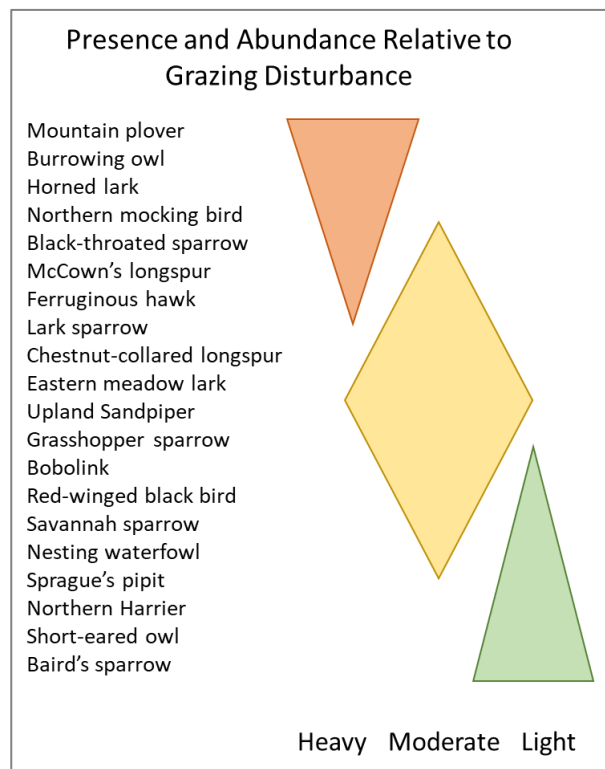 Presence and Abundance Relative to
Grazing Disturbance
Mountain plover
Burrowing owl
Horned lark
Northern mocking bird
Black-throated sparrow
McCown's longspur
Ferruginous hawk
Lark sparrow
Chestnut-collared longspur
Eastern meadow lark
Upland Sandpiper
Grasshopper sparrow
Bobolink
Red-winged black bird
Savannah sparrow
Nesting waterfowl
Sprague's pipit
Northern Harrier
Short-eared owl
Baird's sparrow
Heavy Moderate Light